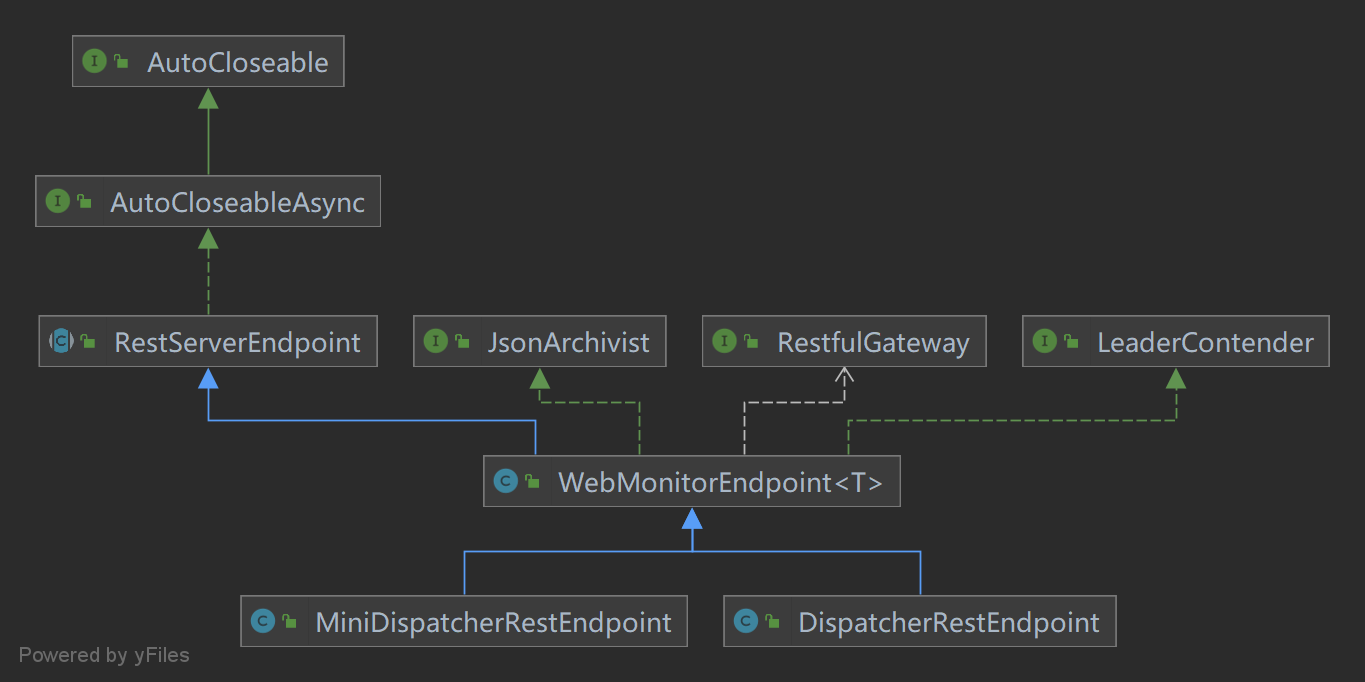 I AutoCloseable
I AutoCloseableAsync
C RestServerEndpoint
I JsonArchivist
I RestfulGateway
I LeaderContender
C WebMonitorEndpoint<T>
C MiniDispatcherRestEndpoint
C DispatcherRestEndpoint
Powered by yFiles